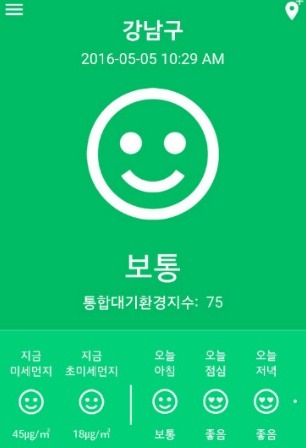 강남구
2016-05-05 10:29 AM
보통
통합대기환경지수: 75
지금 지금 오늘 오늘 오늘
미세먼지 초미세먼지 아침 점심 저녁
45μg/㎥ 18μg/㎥ 보통 좋음 좋음